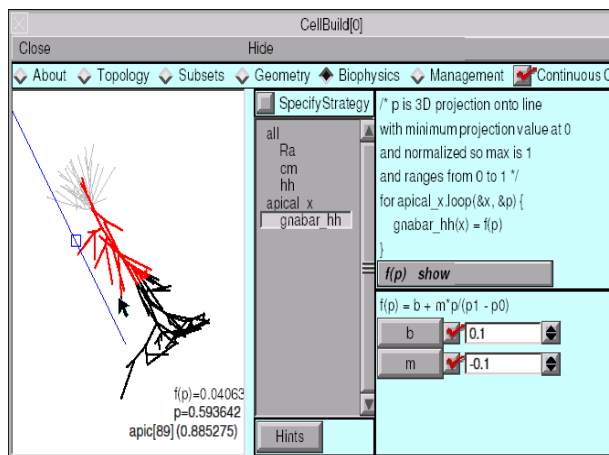 CellBuild[0]
Close Hide
About Topology Subsets Geometry Biophysics Management Continuous C
SpecifyStrategy
all
Ra
cm
hh
apical_x
gnabar_hh
Hints
/* p is 3D projection onto line
with minimum projection value at 0
and normalized so max is 1
and ranges from 0 to 1 */
for apical_x.loop(&x, &p) {
gnabar_hh(x) = f(p)
}
f(p) show
f(p) = b + m*p/(p1 - p0)
b 0.1
m -0.1
f(p)=0.04063
p=0.593642
apic[89] (0.885275)